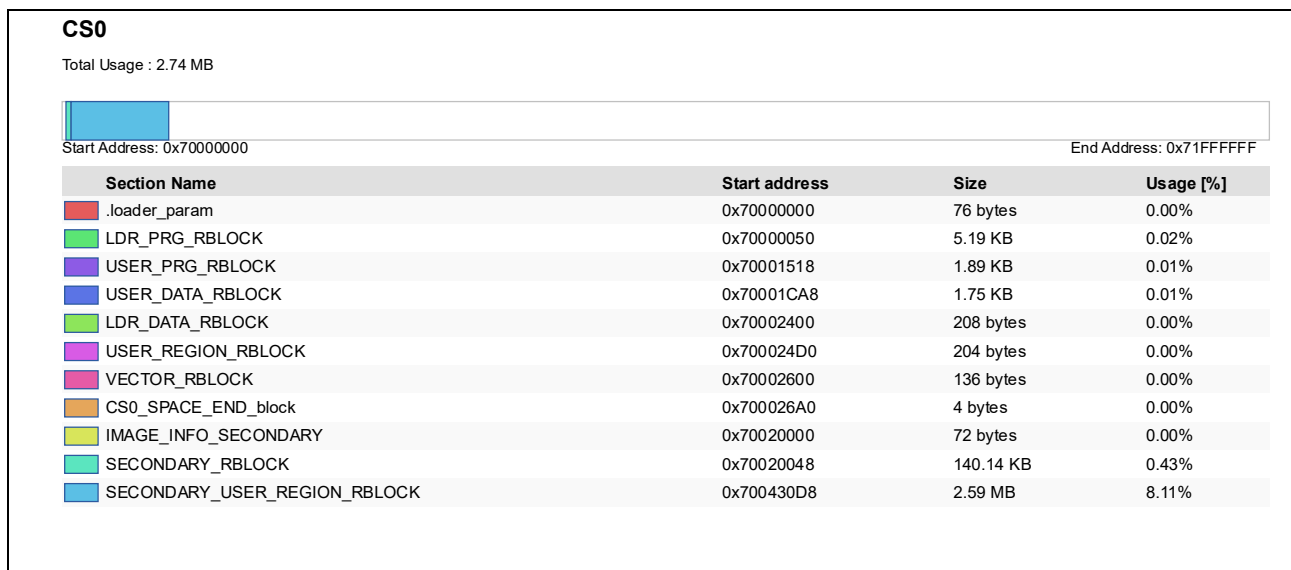 CS0
Total Usage : 2.74 MB
Start Address: 0x70000000 End Address: 0x71FFFFFF
Section Name Start address Size Usage [%]
.loader_param 0x70000000 76 bytes 0.00%
LDR_PRG_RBLOCK 0x70000050 5.19 KB 0.02%
USER_PRG_RBLOCK 0x70001518 1.89 KB 0.01%
USER_DATA_RBLOCK 0x70001CA8 1.75 KB 0.01%
LDR_DATA_RBLOCK 0x70002400 208 bytes 0.00%
USER_REGION_RBLOCK 0x700024D0 204 bytes 0.00%
VECTOR_RBLOCK 0x70002600 136 bytes 0.00%
CS0_SPACE_END_block 0x700026A0 4 bytes 0.00%
IMAGE_INFO_SECONDARY 0x70020000 72 bytes 0.00%
SECONDARY_RBLOCK 0x70020048 140.14 KB 0.43%
SECONDARY_USER_REGION_RBLOCK 0x700430D8 2.59 MB 8.11%